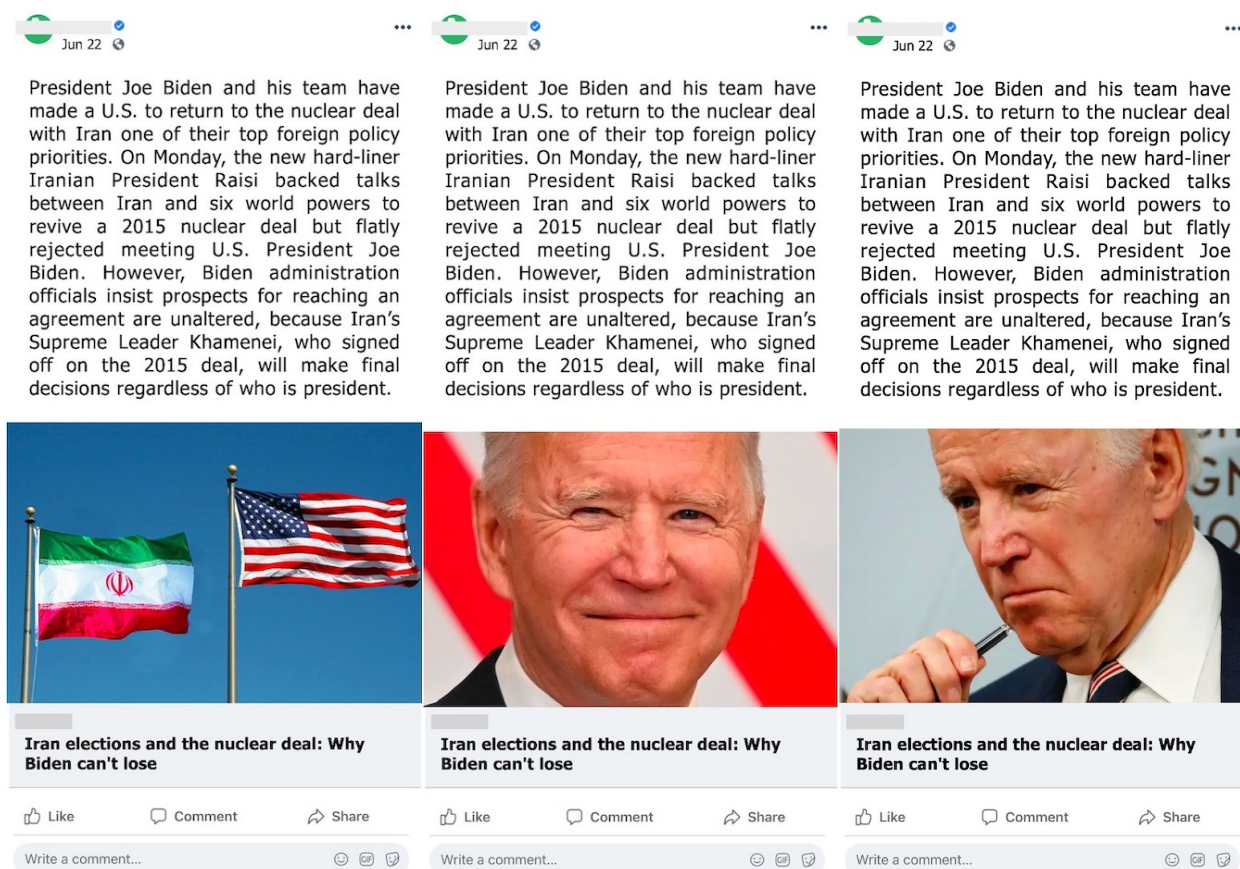 Jun 22
President Joe Biden and his team have
made a U.S. to return to the nuclear deal
with Iran one of their top foreign policy
priorities. On Monday, the new hard-liner
Iranian President Raisi backed talks
between Iran and six world powers to
revive a 2015 nuclear deal but flatly
rejected meeting U.S. President Joe
Biden. However, Biden administration
officials insist prospects for reaching an
agreement are unaltered, because Iran's
Supreme Leader Khamenei, who signed
off on the 2015 deal, will make final
decisions regardless of who is president.
Iran elections and the nuclear deal: Why
Biden can't lose
Like Comment Share
Write a comment... GIF
Jun 22
President Joe Biden and his team have
made a U.S. to return to the nuclear deal
with Iran one of their top foreign policy
priorities. On Monday, the new hard-liner
Iranian President Raisi backed talks
between Iran and six world powers to
revive a 2015 nuclear deal but flatly
rejected meeting U.S. President Joe
Biden. However, Biden administration
officials insist prospects for reaching an
agreement are unaltered, because Iran's
Supreme Leader Khamenei, who signed
off on the 2015 deal, will make final
decisions regardless of who is president.
Iran elections and the nuclear deal: Why
Biden can't lose
Like Comment Share
Write a comment... GIF
Jun 22
President Joe Biden and his team have
made a U.S. to return to the nuclear deal
with Iran one of their top foreign policy
priorities. On Monday, the new hard-liner
Iranian President Raisi backed talks
between Iran and six world powers to
revive a 2015 nuclear deal but flatly
rejected meeting U.S. President Joe
Biden. However, Biden administration
officials insist prospects for reaching an
agreement are unaltered, because Iran's
Supreme Leader Khamenei, who signed
off on the 2015 deal, will make final
decisions regardless of who is president.
Iran elections and the nuclear deal: Why
Biden can't lose
Like Comment Share
Write a comment... GIF